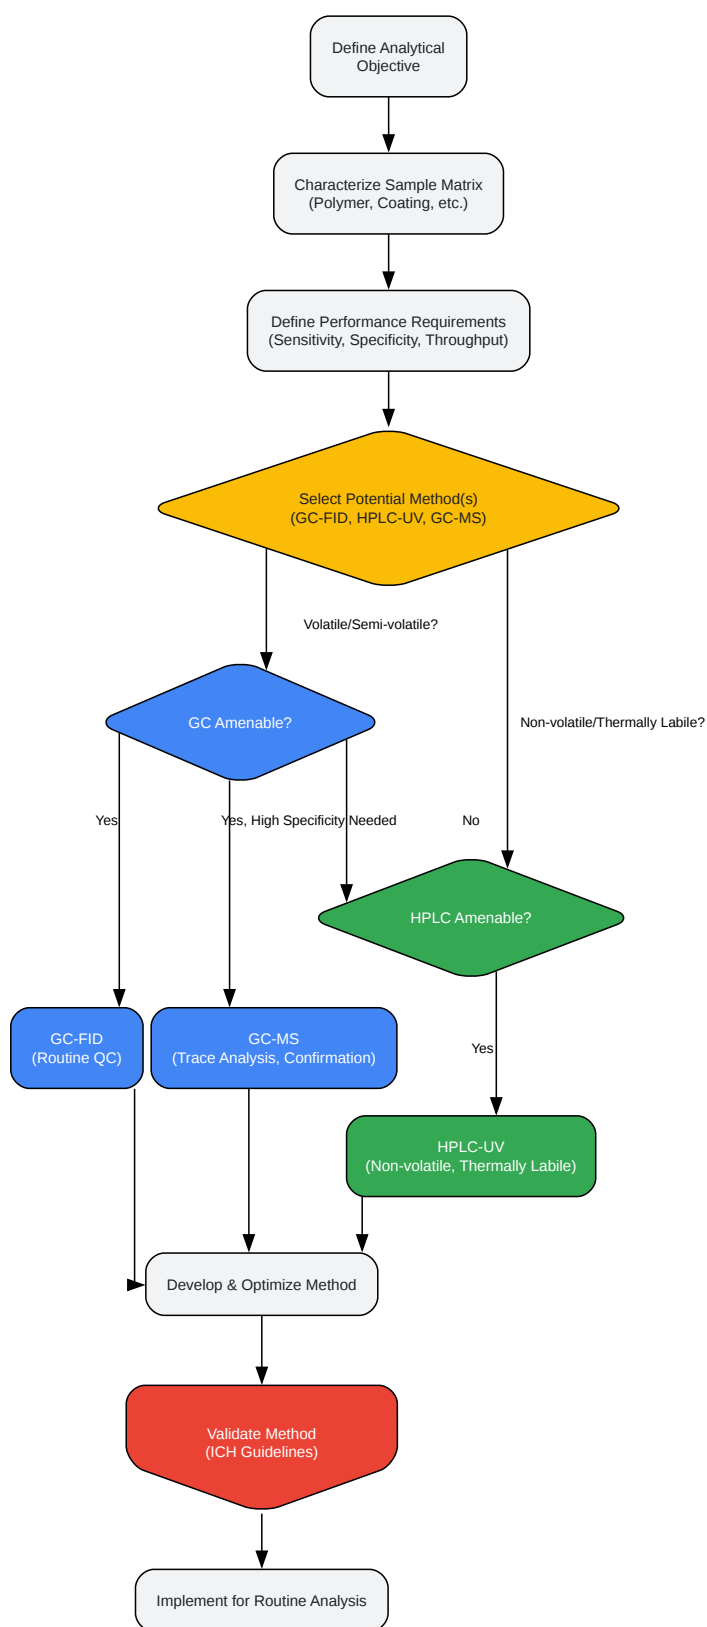 Define Analytical
Objective
Characterize Sample Matrix
(Polymer, Coating, etc.)
Define Performance Requirements
(Sensitivity, Specificity, Throughput)
Select Potential Method(s)
(GC-FID, HPLC-UV, GC-MS)
Volatile/Semi-volatile?
GC Amenable?
Non-volatile/Thermally Labile?
Yes
Yes, High Specificity Needed
No
HPLC Amenable?
GC-FID
(Routine QC)
GC-MS
(Trace Analysis, Confirmation)
Yes
HPLC-UV
(Non-volatile, Thermally Labile)
Develop & Optimize Method
Validate Method
(ICH Guidelines)
Implement for Routine Analysis